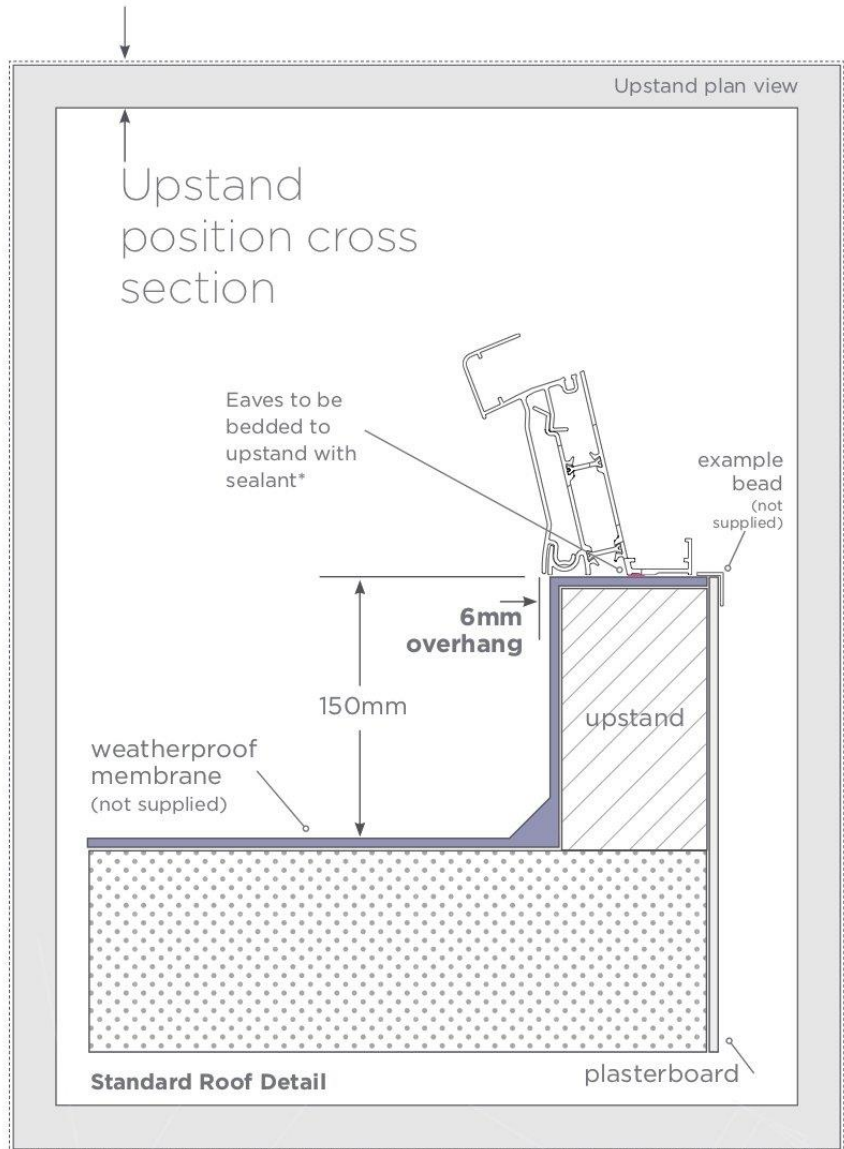 Upstand plan view
Upstand
position cross
section
Eaves to be
bedded to
upstand with
sealant*
example
bead
(not
supplied)
6mm
overhang
150mm
upstand
weatherproof
membrane
(not supplied)
Standard Roof Detail
plasterboard